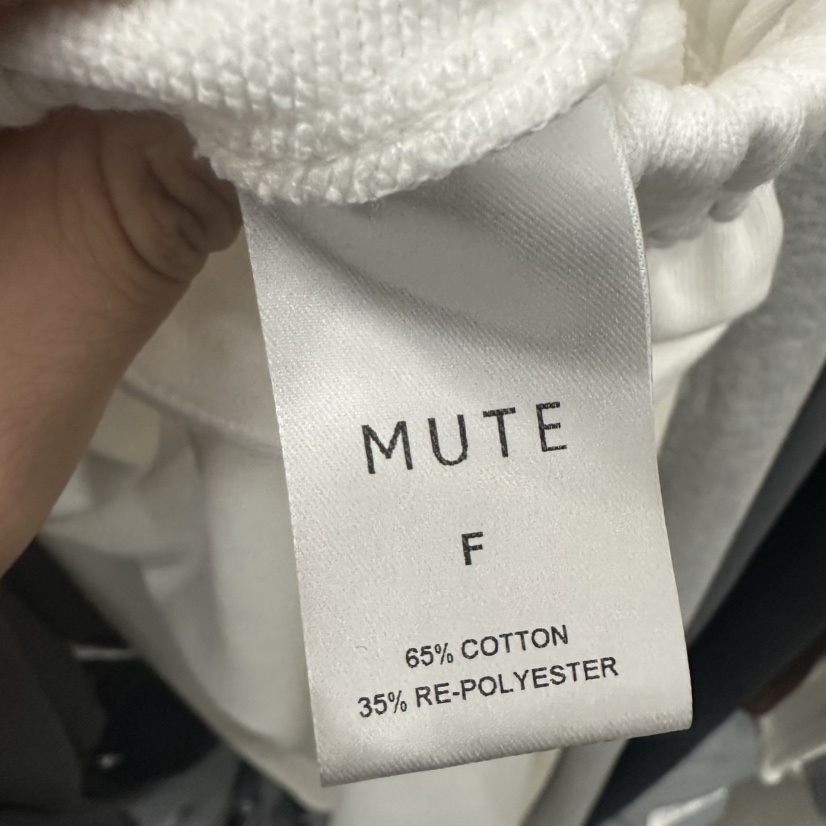 MUTE
F
65% COTTON
35% RE-POLYESTER